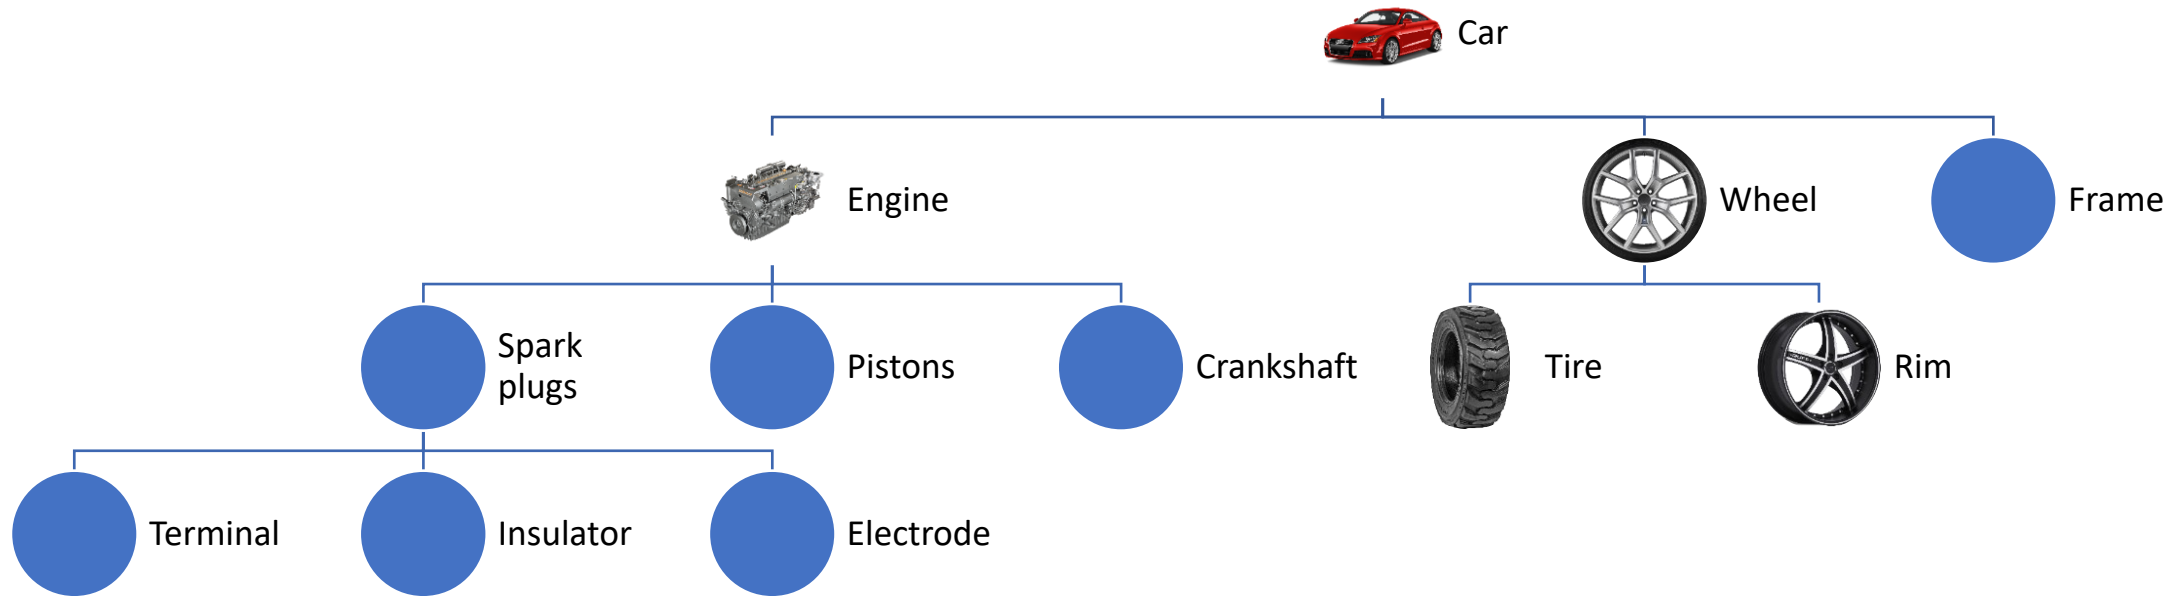 Car
Engine
Wheel
Frame
Spark
plugs
Pistons
Crankshaft
Tire
Rim
Terminal
Insulator
Electrode